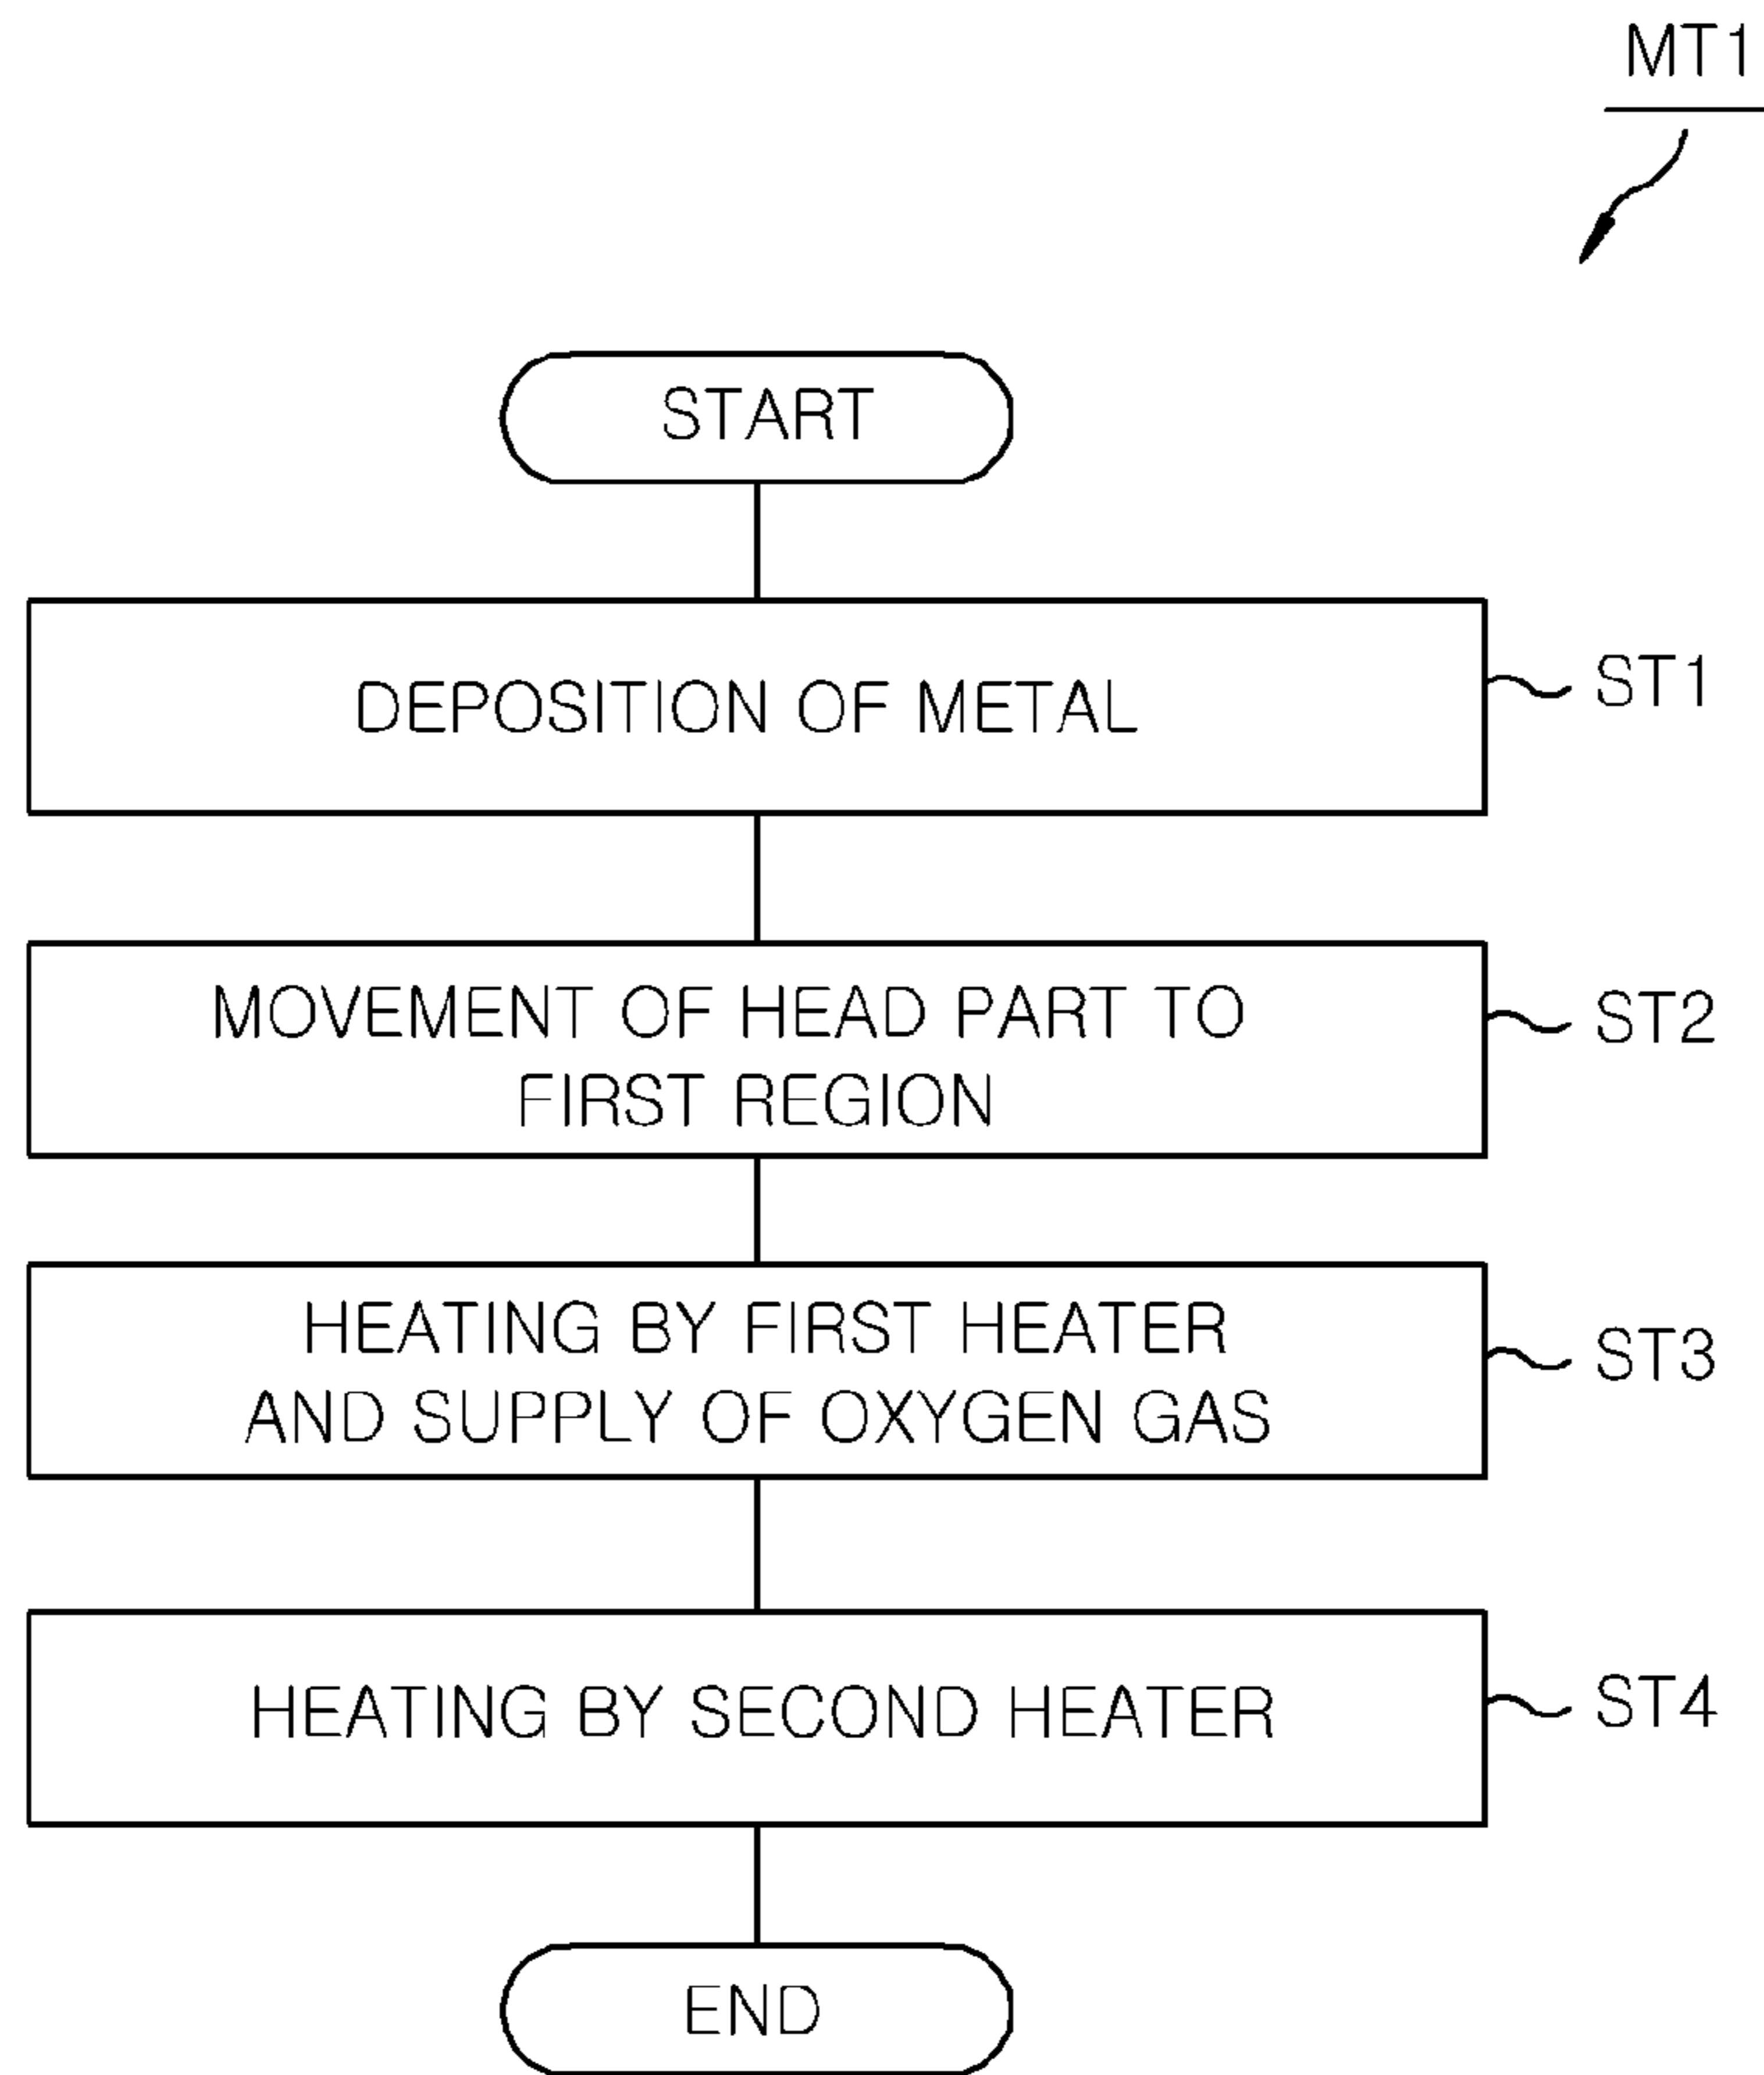 MT1
START
DEPOSITION OF METAL
ST1
MOVEMENT OF HEAD PART TO
FIRST REGION
ST2
HEATING BY FIRST HEATER
AND SUPPLY OF OXYGEN GAS
ST3
HEATING BY SECOND HEATER
ST4
END